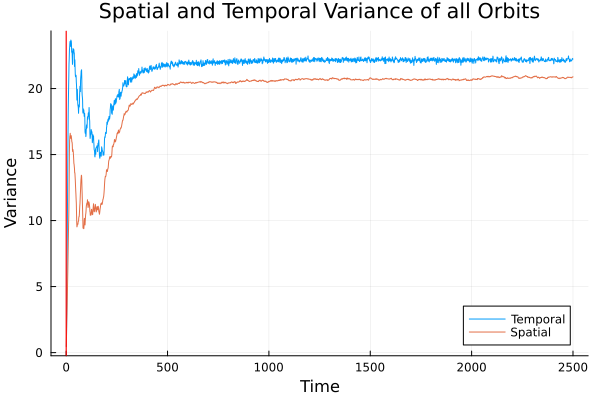 Spatial and Temporal Variance of all Orbits
Variance
20
15
10
5
0
0 500 1000 1500 2000 2500
Time
Temporal
Spatial